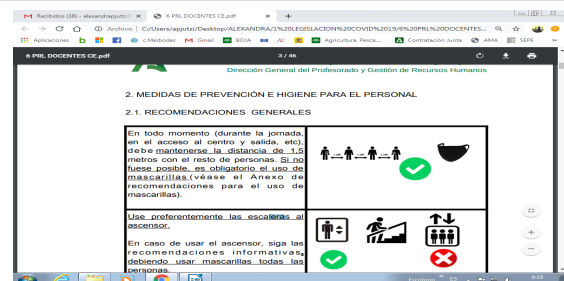 Recibidos (38) - alexandrapjutzi
6 PRL DOCENTES CE.pdf
Archivo | C:/Users/apjutzi/Desktop/ALEXANDRA/1%20LEGISLACION%20COVID%2019/6%20PRL%20DOCENTES...
Aplicaciones b c.Mediodes Gmail BOJA Agricultura, Pesca... Contratación Junta AMA SEPE
6 PRL DOCENTES CE.pdf 3 / 46
Dirección General del Profesorado y Gestión de Recursos Humanos
2. MEDIDAS DE PREVENCIÓN E HIGIENE PARA EL PERSONAL
2.1. RECOMENDACIONES GENERALES
En todo momento (durante la jornada,
en el acceso al centro y salida, etc),
debe mantenerse la distancia de 1,5
metros con el resto de personas. Si no
fuese posible, es obligatorio el uso de
mascarillas (véase el Anexo de
recomendaciones para el uso de
mascarillas).
Use preferentemente las escaleras al
ascensor.
En caso de usar el ascensor, siga las
recomendaciones informativas,
debiendo usar mascarillas todas las
personas.
Escritorio ES 9:19